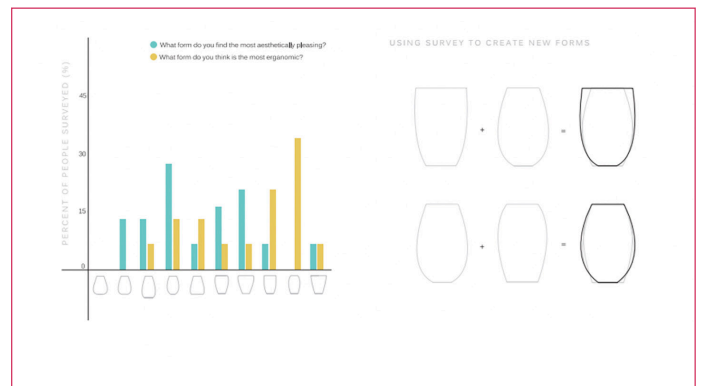 What form do you find the most aesthetically pleasing?
What form do you think is the most erganomic?
USING SURVEY TO CREATE NEW FORMS
PERCENT OF PEOPLE SURVEYED (%)
45
30
15
0
+
=
+
=